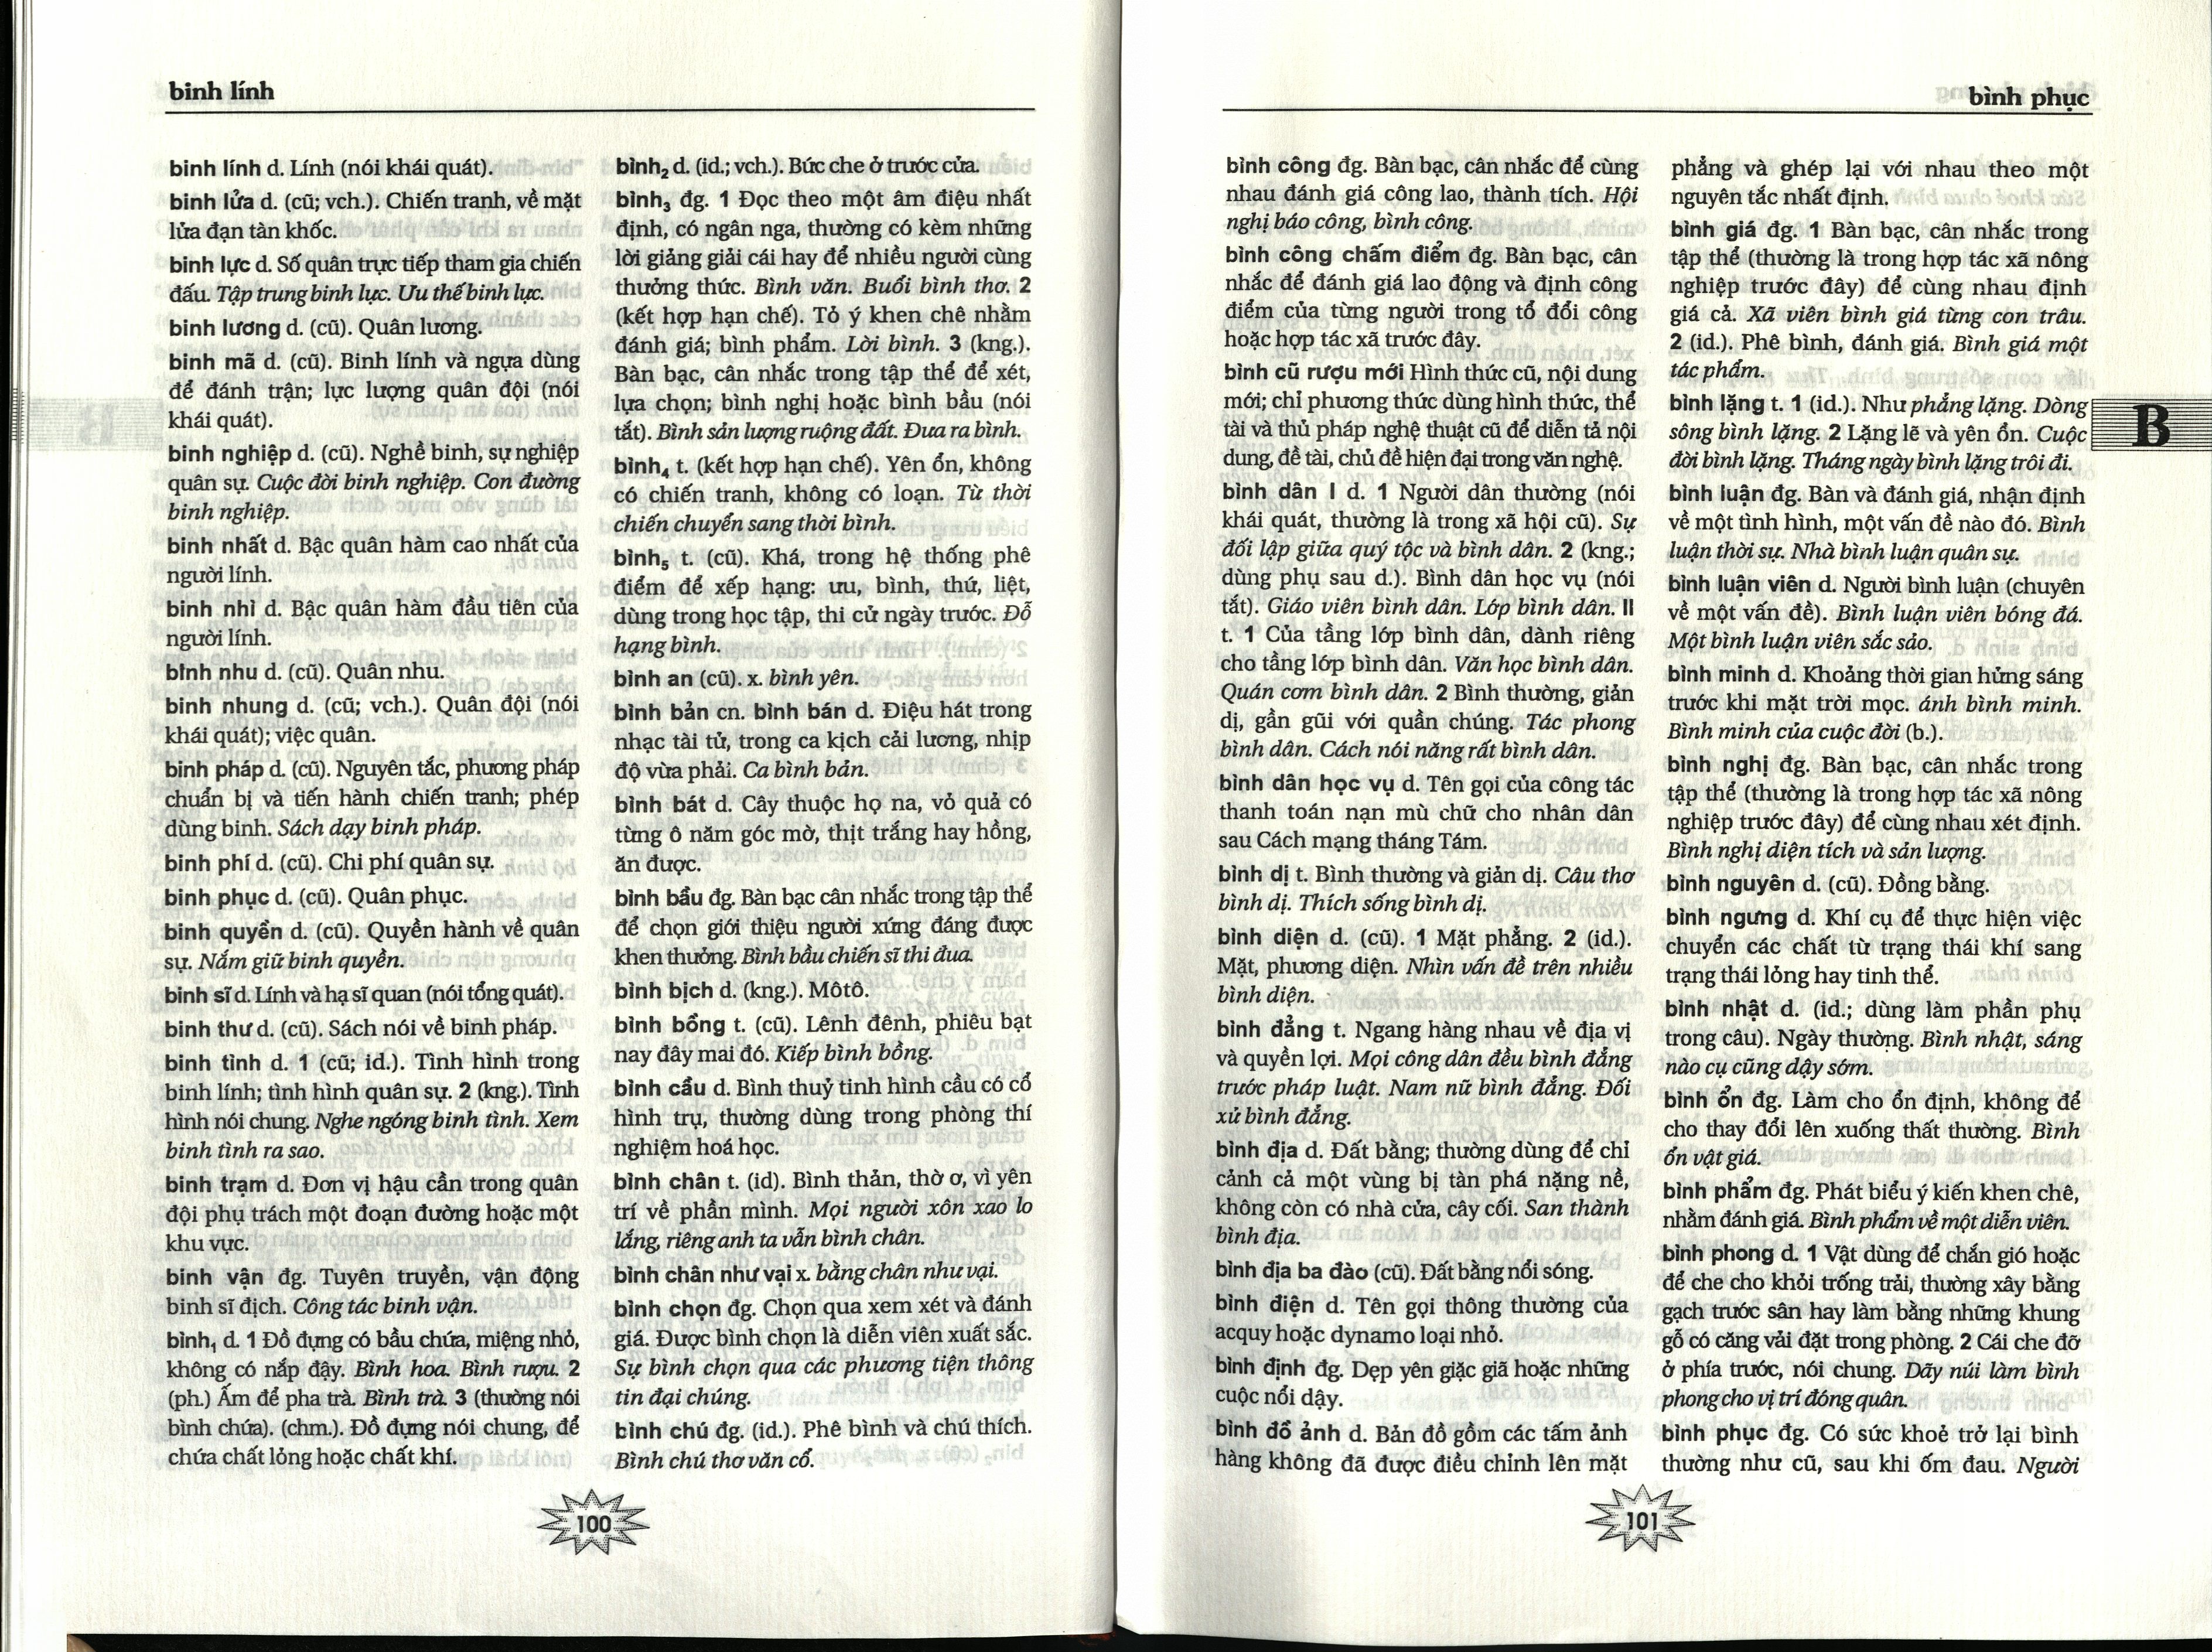 binh lính
binh lính d. Lính (nói khái quát).
binh lửa d. (cũ; vch.). Chiến tranh, về mặt
lửa đạn tàn khốc.
binh lực d. Số quân trực tiếp tham gia chiến
đấu. Tập trung binh lực. Ưu thế binh lực.
binh lương d. (cũ). Quân lương.
binh mã d. (cũ). Binh lính và ngựa dùng
để đánh trận; lực lượng quân đội (nói
khái quát).
binh nghiệp d. (cũ). Nghề binh, sự nghiệp
quân sự. Cuộc đời binh nghiệp. Con đường
binh nghiệp.
binh nhất d. Bậc quân hàm cao nhất của
người lính.
binh nhì d. Bậc quân hàm đầu tiên của
người lính.
binh nhu d. (cũ). Quân nhu.
binh nhung d. (cũ; vch.). Quân đội (nói
khái quát); việc quân.
binh pháp d. (cũ). Nguyên tắc, phương pháp
chuẩn bị và tiến hành chiến tranh; phép
dùng binh. Sách dạy binh pháp.
binh phí d. (cũ). Chi phí quân sự.
binh phục d. (cũ). Quân phục.
binh quyền d. (cũ). Quyền hành về quân
sự. Nắm giữ binh quyền.
binh sĩ d. Lính và hạ sĩ quan (nói tổng quát).
binh thư d. (cũ). Sách nói về binh pháp.
binh tình d. 1 (cũ; id.). Tình hình trong
binh lính; tình hình quân sự. 2 (kng.). Tình
hình nói chung. Nghe ngóng binh tình. Xem
binh tình ra sao.
binh trạm d. Đơn vị hậu cần trong quân
đội phụ trách một đoạn đường hoặc một
khu vực.
binh vận đg. Tuyên truyền, vận động
binh sĩ địch. Công tác binh vận.
bình₁ d. 1 Đồ đựng có bầu chứa, miệng nhỏ,
không có nắp đậy. Bình hoa. Bình rượu. 2
(ph.) Ấm để pha trà. Bình trà. 3 (thường nói
bình chứa). (chm.). Đồ đựng nói chung, để
chứa chất lỏng hoặc chất khí.
bình₂ d. (id.; vch.). Bức che ở trước cửa.
bình₃ đg. 1 Đọc theo một âm điệu nhất
định, có ngân nga, thường có kèm những
lời giảng giải cái hay để nhiều người cùng
thưởng thức. Bình văn. Buổi bình thơ. 2
(kết hợp hạn chế). Tỏ ý khen chê nhằm
đánh giá; bình phẩm. Lời bình. 3 (kng.).
Bàn bạc, cân nhắc trong tập thể để xét,
lựa chọn; bình nghị hoặc bình bầu (nói
tắt). Bình sản lượng ruộng đất. Đưa ra bình.
bình₄ t. (kết hợp hạn chế). Yên ổn, không
có chiến tranh, không có loạn. Từ thời
chiến chuyển sang thời bình.
bình₅ t. (cũ). Khá, trong hệ thống phê
điểm để xếp hạng: ưu, bình, thứ, liệt,
dùng trong học tập, thi cử ngày trước. Đỗ
hạng bình.
bình an (cũ). x. bình yên.
bình bản cn. bình bán d. Điệu hát trong
nhạc tài tử, trong ca kịch cải lương, nhịp
độ vừa phải. Ca bình bản.
bình bát d. Cây thuộc họ na, vỏ quả có
từng ô năm góc mờ, thịt trắng hay hồng,
ăn được.
bình bầu đg. Bàn bạc cân nhắc trong tập thể
để chọn giới thiệu người xứng đáng được
khen thưởng. Bình bầu chiến sĩ thi đua.
bình bịch d. (kng.). Môtô.
bình bồng t. (cũ). Lênh đênh, phiêu bạt
nay đây mai đó. Kiếp bình bồng.
bình cầu d. Bình thuỷ tinh hình cầu có cổ
hình trụ, thường dùng trong phòng thí
nghiệm hoá học.
bình chân t. (id). Bình thản, thờ ơ, vì yên
trí về phần mình. Mọi người xôn xao lo
lắng, riêng anh ta vẫn bình chân.
bình chân như vại x. bằng chân như vại.
bình chọn đg. Chọn qua xem xét và đánh
giá. Được bình chọn là diễn viên xuất sắc.
Sự bình chọn qua các phương tiện thông
tin đại chúng.
bình chú đg. (id.). Phê bình và chú thích.
Bình chú thơ văn cổ.
100
bình phục
bình công đg. Bàn bạc, cân nhắc để cùng
nhau đánh giá công lao, thành tích. Hội
nghị báo công, bình công.
bình công chấm điểm đg. Bàn bạc, cân
nhắc để đánh giá lao động và định công
điểm của từng người trong tổ đổi công
hoặc hợp tác xã trước đây.
bình cũ rượu mới Hình thức cũ, nội dung
mới; chỉ phương thức dùng hình thức, thể
tài và thủ pháp nghệ thuật cũ để diễn tả nội
dung, đề tài, chủ đề hiện đại trong văn nghệ.
bình dân I d. 1 Người dân thường (nói
khái quát, thường là trong xã hội cũ). Sự
đối lập giữa quý tộc và bình dân. 2 (kng.;
dùng phụ sau d.). Bình dân học vụ (nói
tắt). Giáo viên bình dân. Lớp bình dân. II
t. 1 Của tầng lớp bình dân, dành riêng
cho tầng lớp bình dân. Văn học bình dân.
Quán cơm bình dân. 2 Bình thường, giản
dị, gần gũi với quần chúng. Tác phong
bình dân. Cách nói năng rất bình dân.
bình dân học vụ d. Tên gọi của công tác
thanh toán nạn mù chữ cho nhân dân
sau Cách mạng tháng Tám.
bình dị t. Bình thường và giản dị. Câu thơ
bình dị. Thích sống bình dị.
bình diện d. (cũ). 1 Mặt phẳng. 2 (id.).
Mặt, phương diện. Nhìn vấn đề trên nhiều
bình diện.
bình đẳng t. Ngang hàng nhau về địa vị
và quyền lợi. Mọi công dân đều bình đẳng
trước pháp luật. Nam nữ bình đẳng. Đối
xử bình đẳng.
bình địa d. Đất bằng; thường dùng để chỉ
cảnh cả một vùng bị tàn phá nặng nề,
không còn có nhà cửa, cây cối. San thành
bình địa.
bình địa ba đào (cũ). Đất bằng nổi sóng.
bình điện d. Tên gọi thông thường của
acquy hoặc dynamo loại nhỏ.
bình định đg. Dẹp yên giặc giã hoặc những
cuộc nổi dậy.
bình đồ ảnh d. Bản đồ gồm các tấm ảnh
hàng không đã được điều chỉnh lên mặt
phẳng và ghép lại với nhau theo một
nguyên tắc nhất định.
bình giá đg. 1 Bàn bạc, cân nhắc trong
tập thể (thường là trong hợp tác xã nông
nghiệp trước đây) để cùng nhau định
giá cả. Xã viên bình giá từng con trâu.
2 (id.). Phê bình, đánh giá. Bình giá một
tác phẩm.
bình lặng t. 1 (id.). Như phẳng lặng. Dòng
sông bình lặng. 2 Lặng lẽ và yên ổn. Cuộc
đời bình lặng. Tháng ngày bình lặng trôi đi.
bình luận đg. Bàn và đánh giá, nhận định
về một tình hình, một vấn đề nào đó. Bình
luận thời sự. Nhà bình luận quân sự.
bình luận viên d. Người bình luận (chuyên
về một vấn đề). Bình luận viên bóng đá.
Một bình luận viên sắc sảo.
bình minh d. Khoảng thời gian hửng sáng
trước khi mặt trời mọc. ánh bình minh.
Bình minh của cuộc đời (b.).
bình nghị đg. Bàn bạc, cân nhắc trong
tập thể (thường là trong hợp tác xã nông
nghiệp trước đây) để cùng nhau xét định.
Bình nghị diện tích và sản lượng.
bình nguyên d. (cũ). Đồng bằng.
bình ngưng d. Khí cụ để thực hiện việc
chuyển các chất từ trạng thái khí sang
trạng thái lỏng hay tinh thể.
bình nhật d. (id.; dùng làm phần phụ
trong câu). Ngày thường. Bình nhật, sáng
nào cụ cũng dậy sớm.
bình ổn đg. Làm cho ổn định, không để
cho thay đổi lên xuống thất thường. Bình
ổn vật giá.
bình phẩm đg. Phát biểu ý kiến khen chê,
nhằm đánh giá. Bình phẩm về một diễn viên.
bình phong d. 1 Vật dùng để chắn gió hoặc
để che cho khỏi trống trải, thường xây bằng
gạch trước sân hay làm bằng những khung
gỗ có căng vải đặt trong phòng. 2 Cái che đỡ
ở phía trước, nói chung. Dãy núi làm bình
phong cho vị trí đóng quân.
bình phục đg. Có sức khoẻ trở lại bình
thường như cũ, sau khi ốm đau. Người
B
101